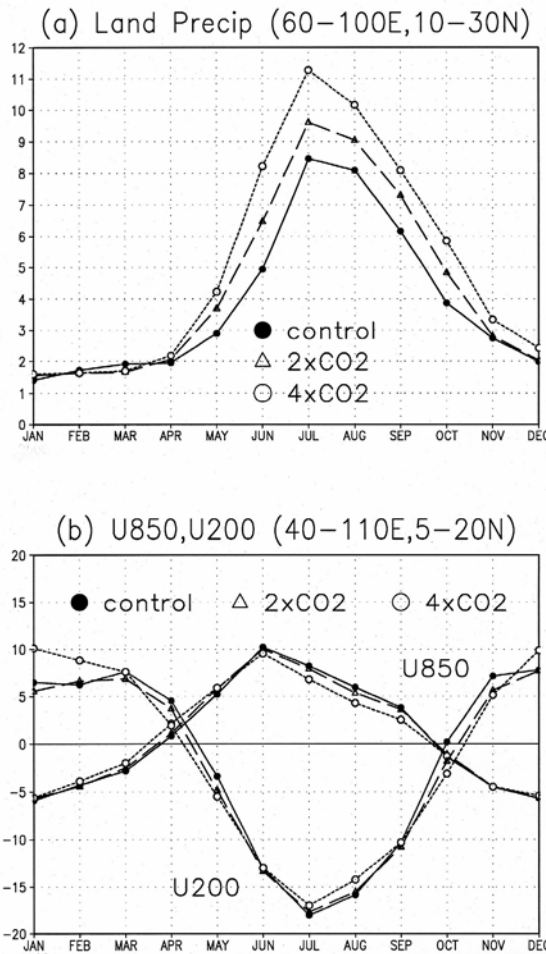 (a) Land Precip (60-100E,10-30N)
12
11
10
9
8
7
6
5
4
3
2
1
0
control
2xCO2
4xCO2
JAN FEB MAR APR MAY JUN JUL AUG SEP OCT NOV DEC
(b) U850,U200 (40-110E,5-20N)
20
15
10
5
0
-5
-10
-15
-20
control 2xCO2 4xCO2
U850
U200
JAN FEB MAR APR MAY JUN JUL AUG SEP OCT NOV DEC